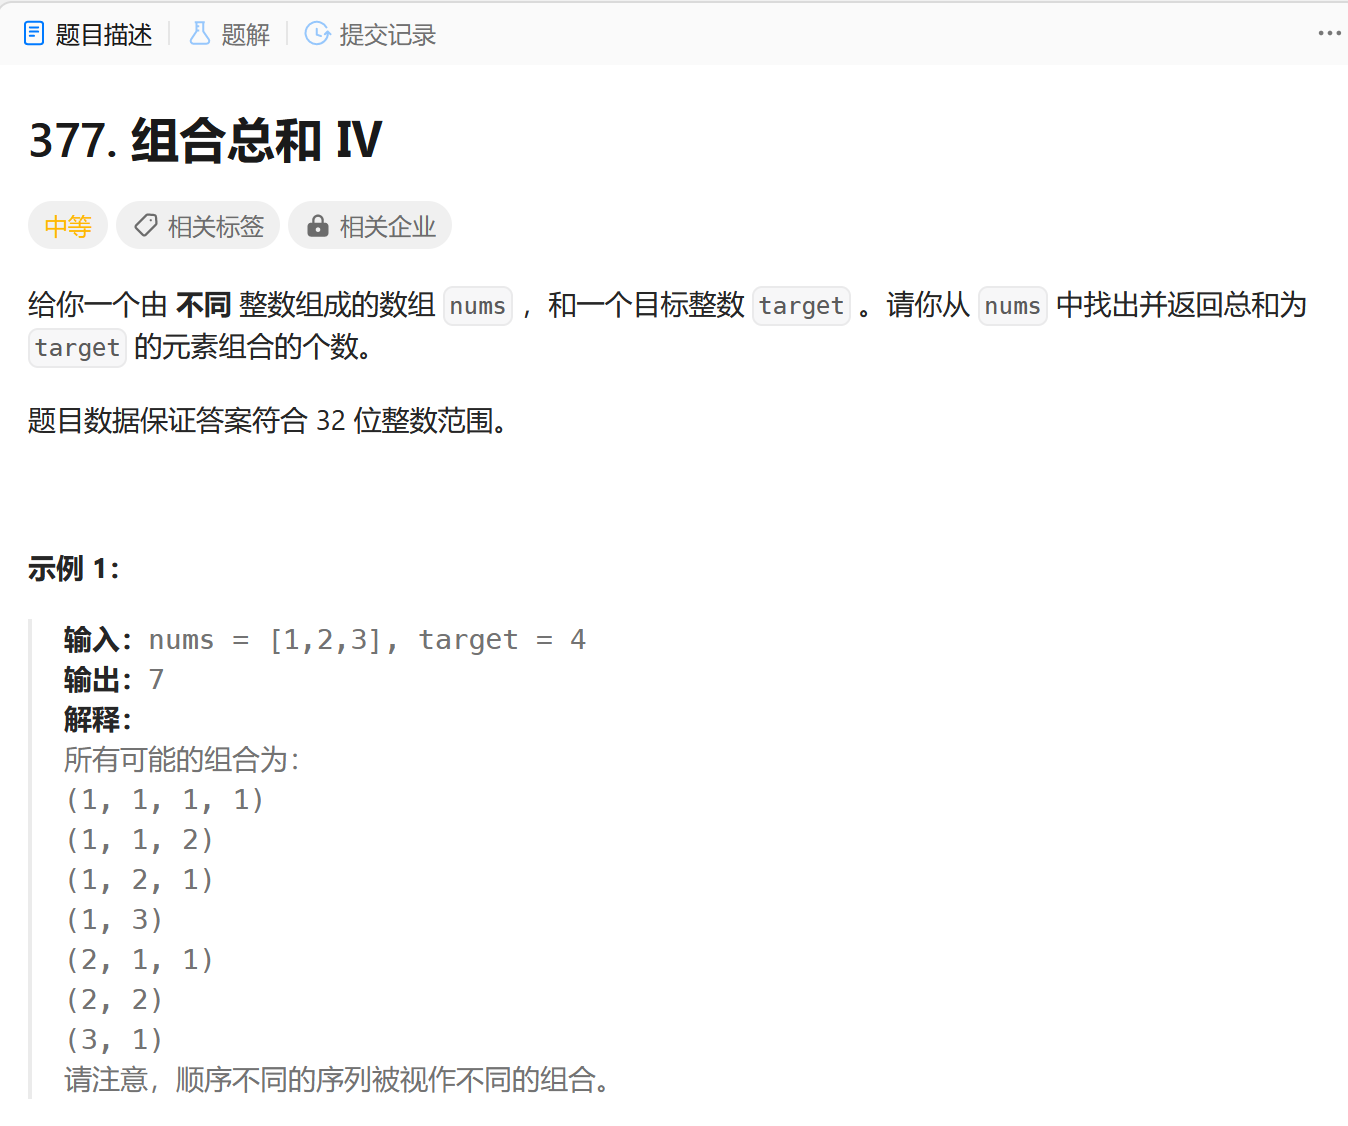 题目描述 题解 提交记录
377. 组合总和 IV
中等 相关标签 相关企业
给你一个由 不同 整数组成的数组 nums ，和一个目标整数 target 。请你从 nums 中找出并返回总和为
target 的元素组合的个数。
题目数据保证答案符合 32 位整数范围。
示例 1：
输入：nums = [1,2,3], target = 4
输出：7
解释：
所有可能的组合为：
(1, 1, 1, 1)
(1, 1, 2)
(1, 2, 1)
(1, 3)
(2, 1, 1)
(2, 2)
(3, 1)
请注意，顺序不同的序列被视作不同的组合。